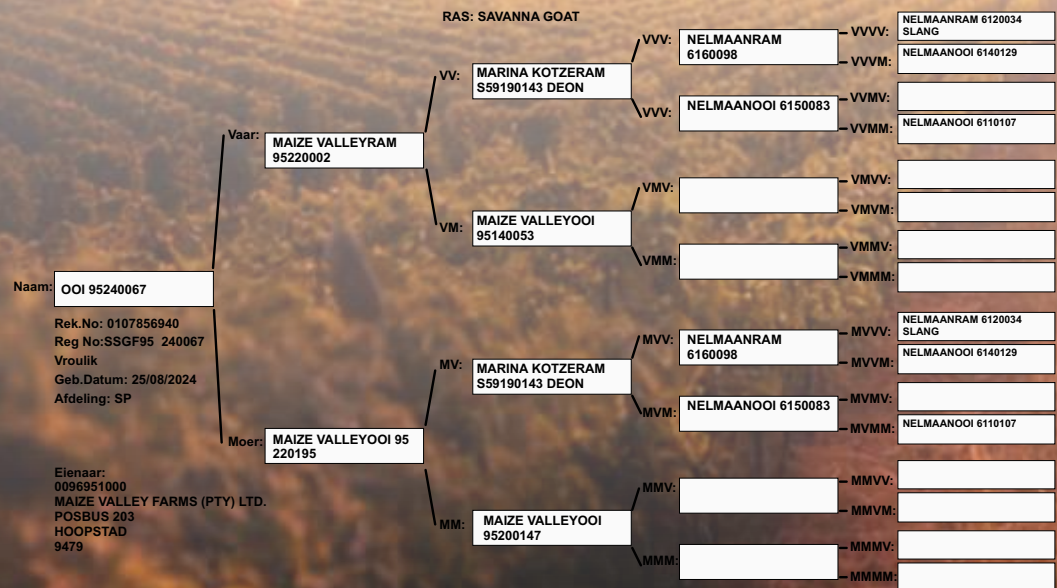 RAS: SAVANNA GOAT
Naam:
OOI 95240067
Rek.No: 0107856940
Reg No:SSGF95 240067
Vroulik
Geb.Datum: 25/08/2024
Afdeling: SP
Eienaar:
0096951000
MAIZE VALLEY FARMS (PTY) LTD.
POSBUS 203
HOOPSTAD
9479
Vaar:
MAIZE VALLEYRAM
95220002
Moer:
MAIZE VALLEYOOI 95
220195
VV:
MARINA KOTZERAM
S59190143 DEON
VM:
MAIZE VALLEYOOI
95140053
MV:
MARINA KOTZERAM
S59190143 DEON
MM:
MAIZE VALLEYOOI
95200147
VVV:
NELMAANRAM
6160098
VVV:
NELMAANOOI 6150083
VMV:
VMM:
MVV:
NELMAANRAM
6160098
MVM:
NELMAANOOI 6150083
MMV:
MMM:
VVVV:
NELMAANRAM 6120034
SLANG
VVVM:
NELMAANOOI 6140129
VVMV:
VVMM:
NELMAANOOI 6110107
VMVV:
VMVM:
VMMV:
VMMM:
MVVV:
NELMAANRAM 6120034
SLANG
MVVM:
NELMAANOOI 6140129
MVMV:
MVMM:
NELMAANOOI 6110107
MMVV:
MMVM:
MMMV:
MMMM: